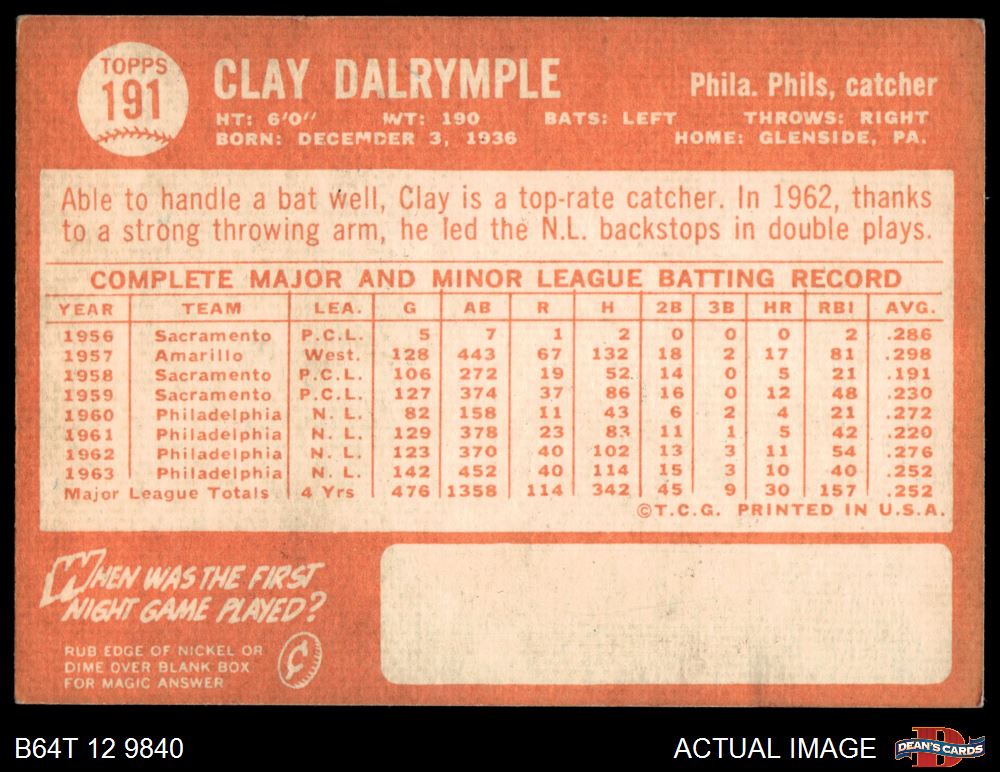 TOPPS
191
CLAY DALRYMPLE
Phila. Phils, catcher
HT: 6'0" WT: 190 BATS: LEFT THROWS: RIGHT
BORN: DECEMBER 3, 1936 HOME: GLENSIDE, PA.
Able to handle a bat well, Clay is a top-rate catcher. In 1962, thanks
to a strong throwing arm, he led the N.L. backstops in double plays.
COMPLETE MAJOR AND MINOR LEAGUE BATTING RECORD
YEAR TEAM LEA. G AB R H 2B 3B HR RBI AVG.
1956 Sacramento P.C.L. 5 7 1 2 0 0 0 2 .286
1957 Amarillo West. 128 443 67 132 18 2 17 81 .298
1958 Sacramento P.C.L. 106 272 19 52 14 0 5 21 .191
1959 Sacramento P.C.L. 127 374 37 86 16 0 12 48 .230
1960 Philadelphia N. L. 82 158 11 43 6 2 4 21 .272
1961 Philadelphia N. L. 129 378 23 83 11 1 5 42 .220
1962 Philadelphia N. L. 123 370 40 102 13 3 11 54 .276
1963 Philadelphia N. L. 142 452 40 114 15 3 10 40 .252
Major League Totals 4 Yrs 476 1358 114 342 45 9 30 157 .252
©T.C.G. PRINTED IN U.S.A.
WHEN WAS THE FIRST
NIGHT GAME PLAYED?
RUB EDGE OF NICKEL OR
DIME OVER BLANK BOX
FOR MAGIC ANSWER
¢
B64T 12 9840
ACTUAL IMAGE
DEAN'S CARDS